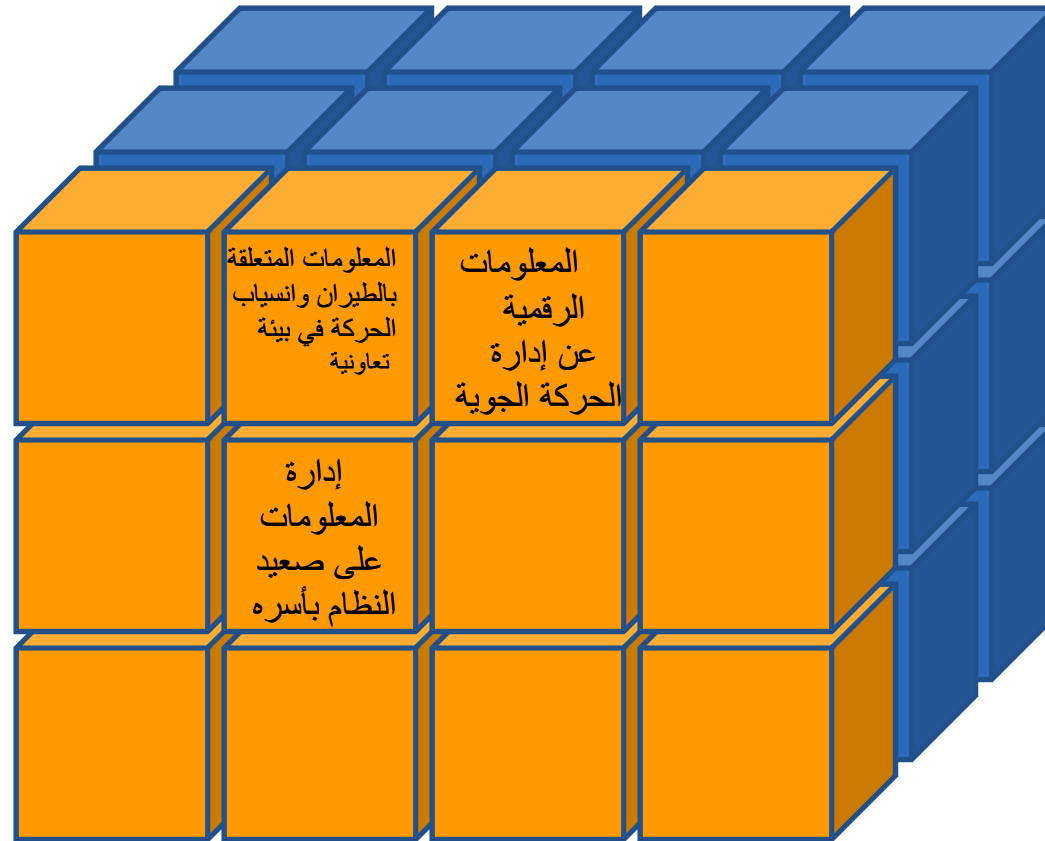 المعلومات
الرقمية
عن إدارة
الحركة الجوية
المعلومات المتعلقة
بالطيران وانسياب
الحركة في بيئة
تعاونية
إدارة
المعلومات
على صعيد
النظام بأسره